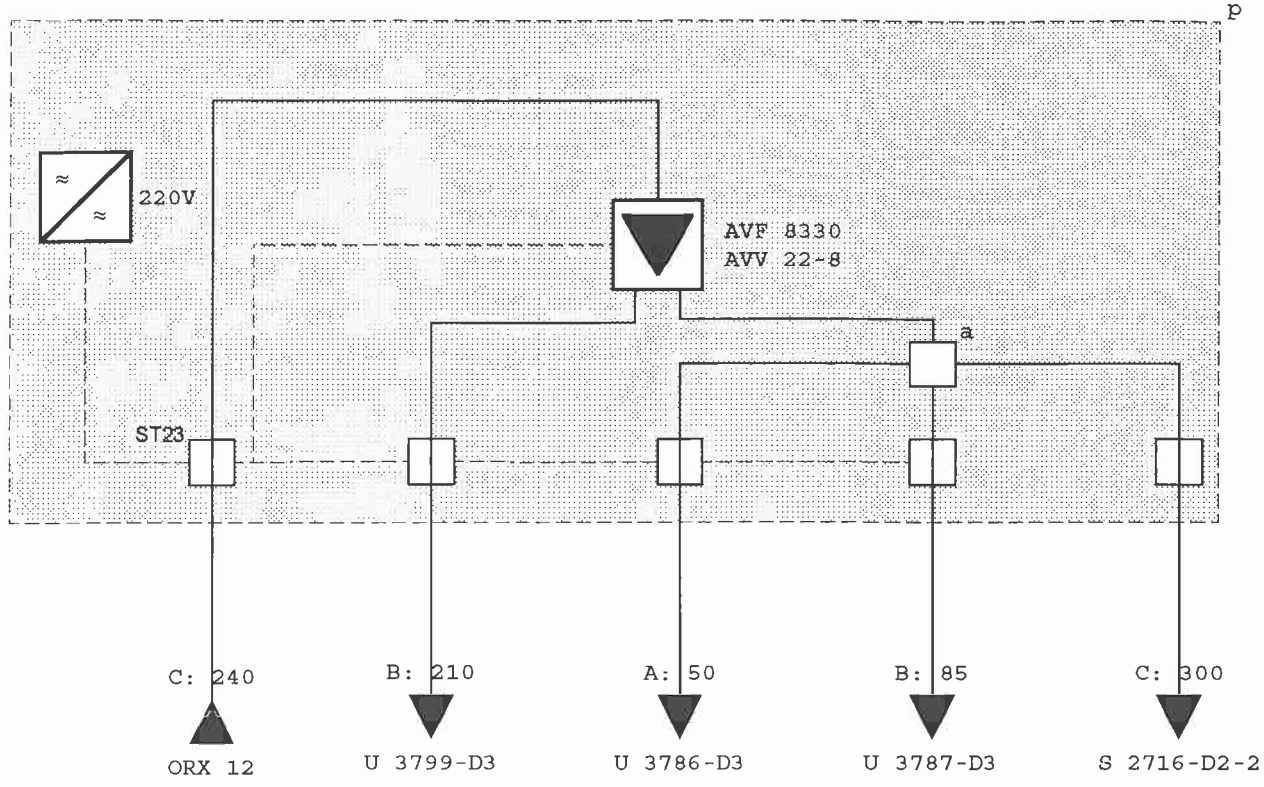 p
220V
AVF 8330
AVV 22-8
a
ST23
C: 240
B: 210
A: 50
B: 85
C: 300
ORX 12
U 3799-D3
U 3786-D3
U 3787-D3
S 2716-D2-2